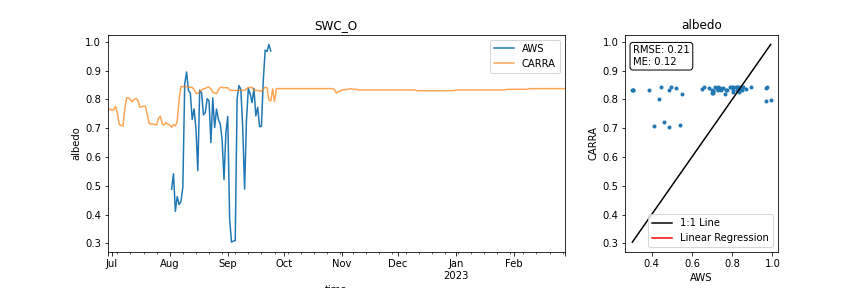 SWC_O
albedo
1.0
0.9
0.8
0.7
0.6
0.5
0.4
0.3
AWS
CARRA
Jul
Aug
Sep
Oct
Nov
Dec
Jan
2023
Feb
albedo
RMSE: 0.21
ME: 0.12
CARRA
1.0
0.9
0.8
0.7
0.6
0.5
0.4
0.3
1:1 Line
Linear Regression
0.4
0.6
0.8
1.0
AWS